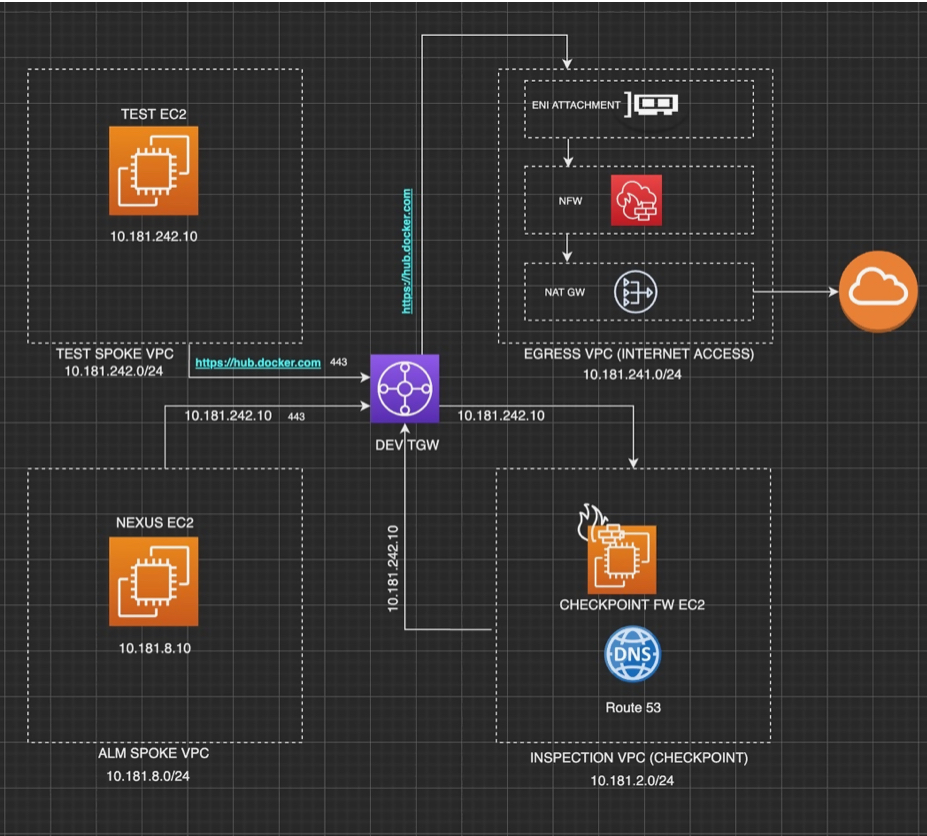 TEST EC2
10.181.242.10
TEST SPOKE VPC
10.181.242.0/24
https://hub.docker.com 443
https://hub.docker.com
ENI ATTACHMENT
NFW
NAT GW
EGRESS VPC (INTERNET ACCESS)
10.181.241.0/24
10.181.242.10 443
DEV TGW
10.181.242.10
10.181.242.10
NEXUS EC2
10.181.8.10
ALM SPOKE VPC
10.181.8.0/24
CHECKPOINT FW EC2
DNS
Route 53
INSPECTION VPC (CHECKPOINT)
10.181.2.0/24